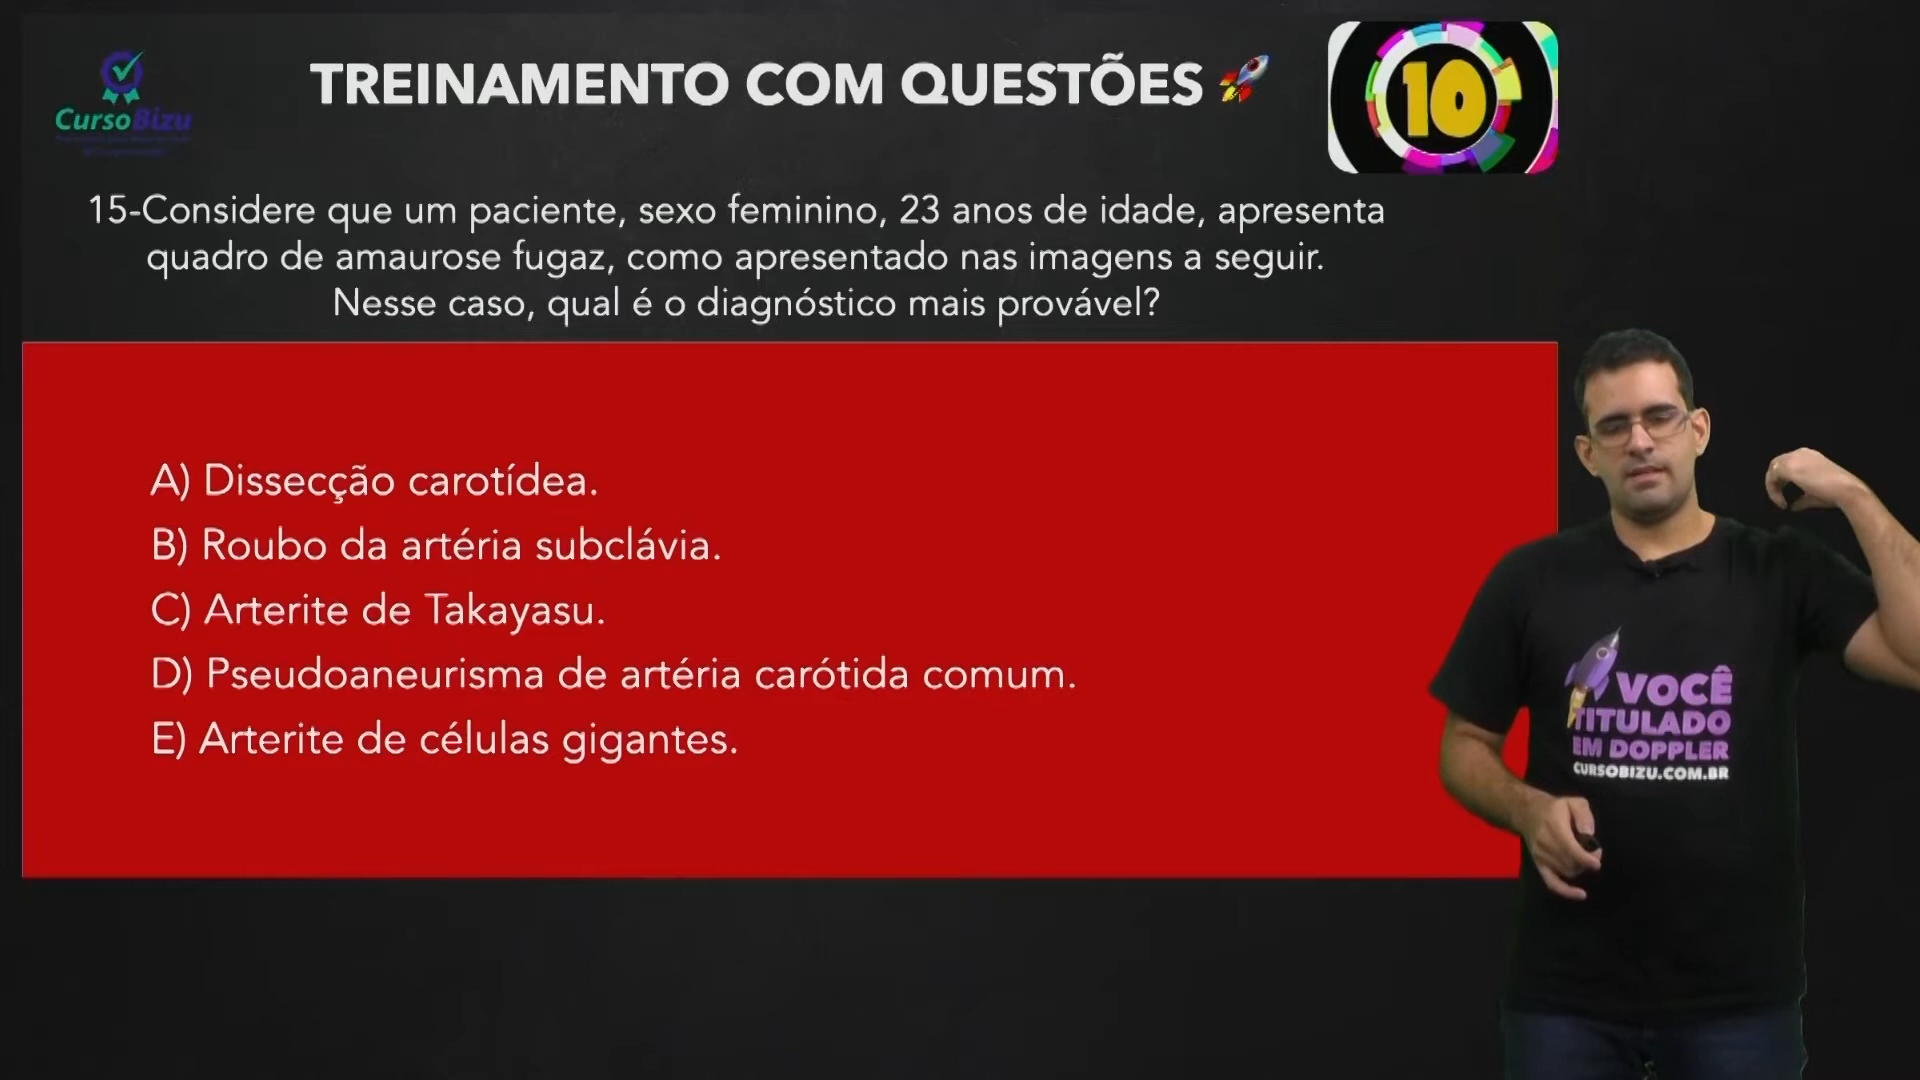 TREINAMENTO COM QUESTÕES
10
CursoBizu
15-Considere que um paciente, sexo feminino, 23 anos de idade, apresenta
quadro de amaurose fugaz, como apresentado nas imagens a seguir.
Nesse caso, qual é o diagnóstico mais provável?
A) Dissecção carotídea.
B) Roubo da artéria subclávia.
C) Arterite de Takayasu.
D) Pseudoaneurisma de artéria carótida comum.
E) Arterite de células gigantes.
VOCÊ
TITULADO
EM DOPPLER
CURSOBIZU.COM.BR